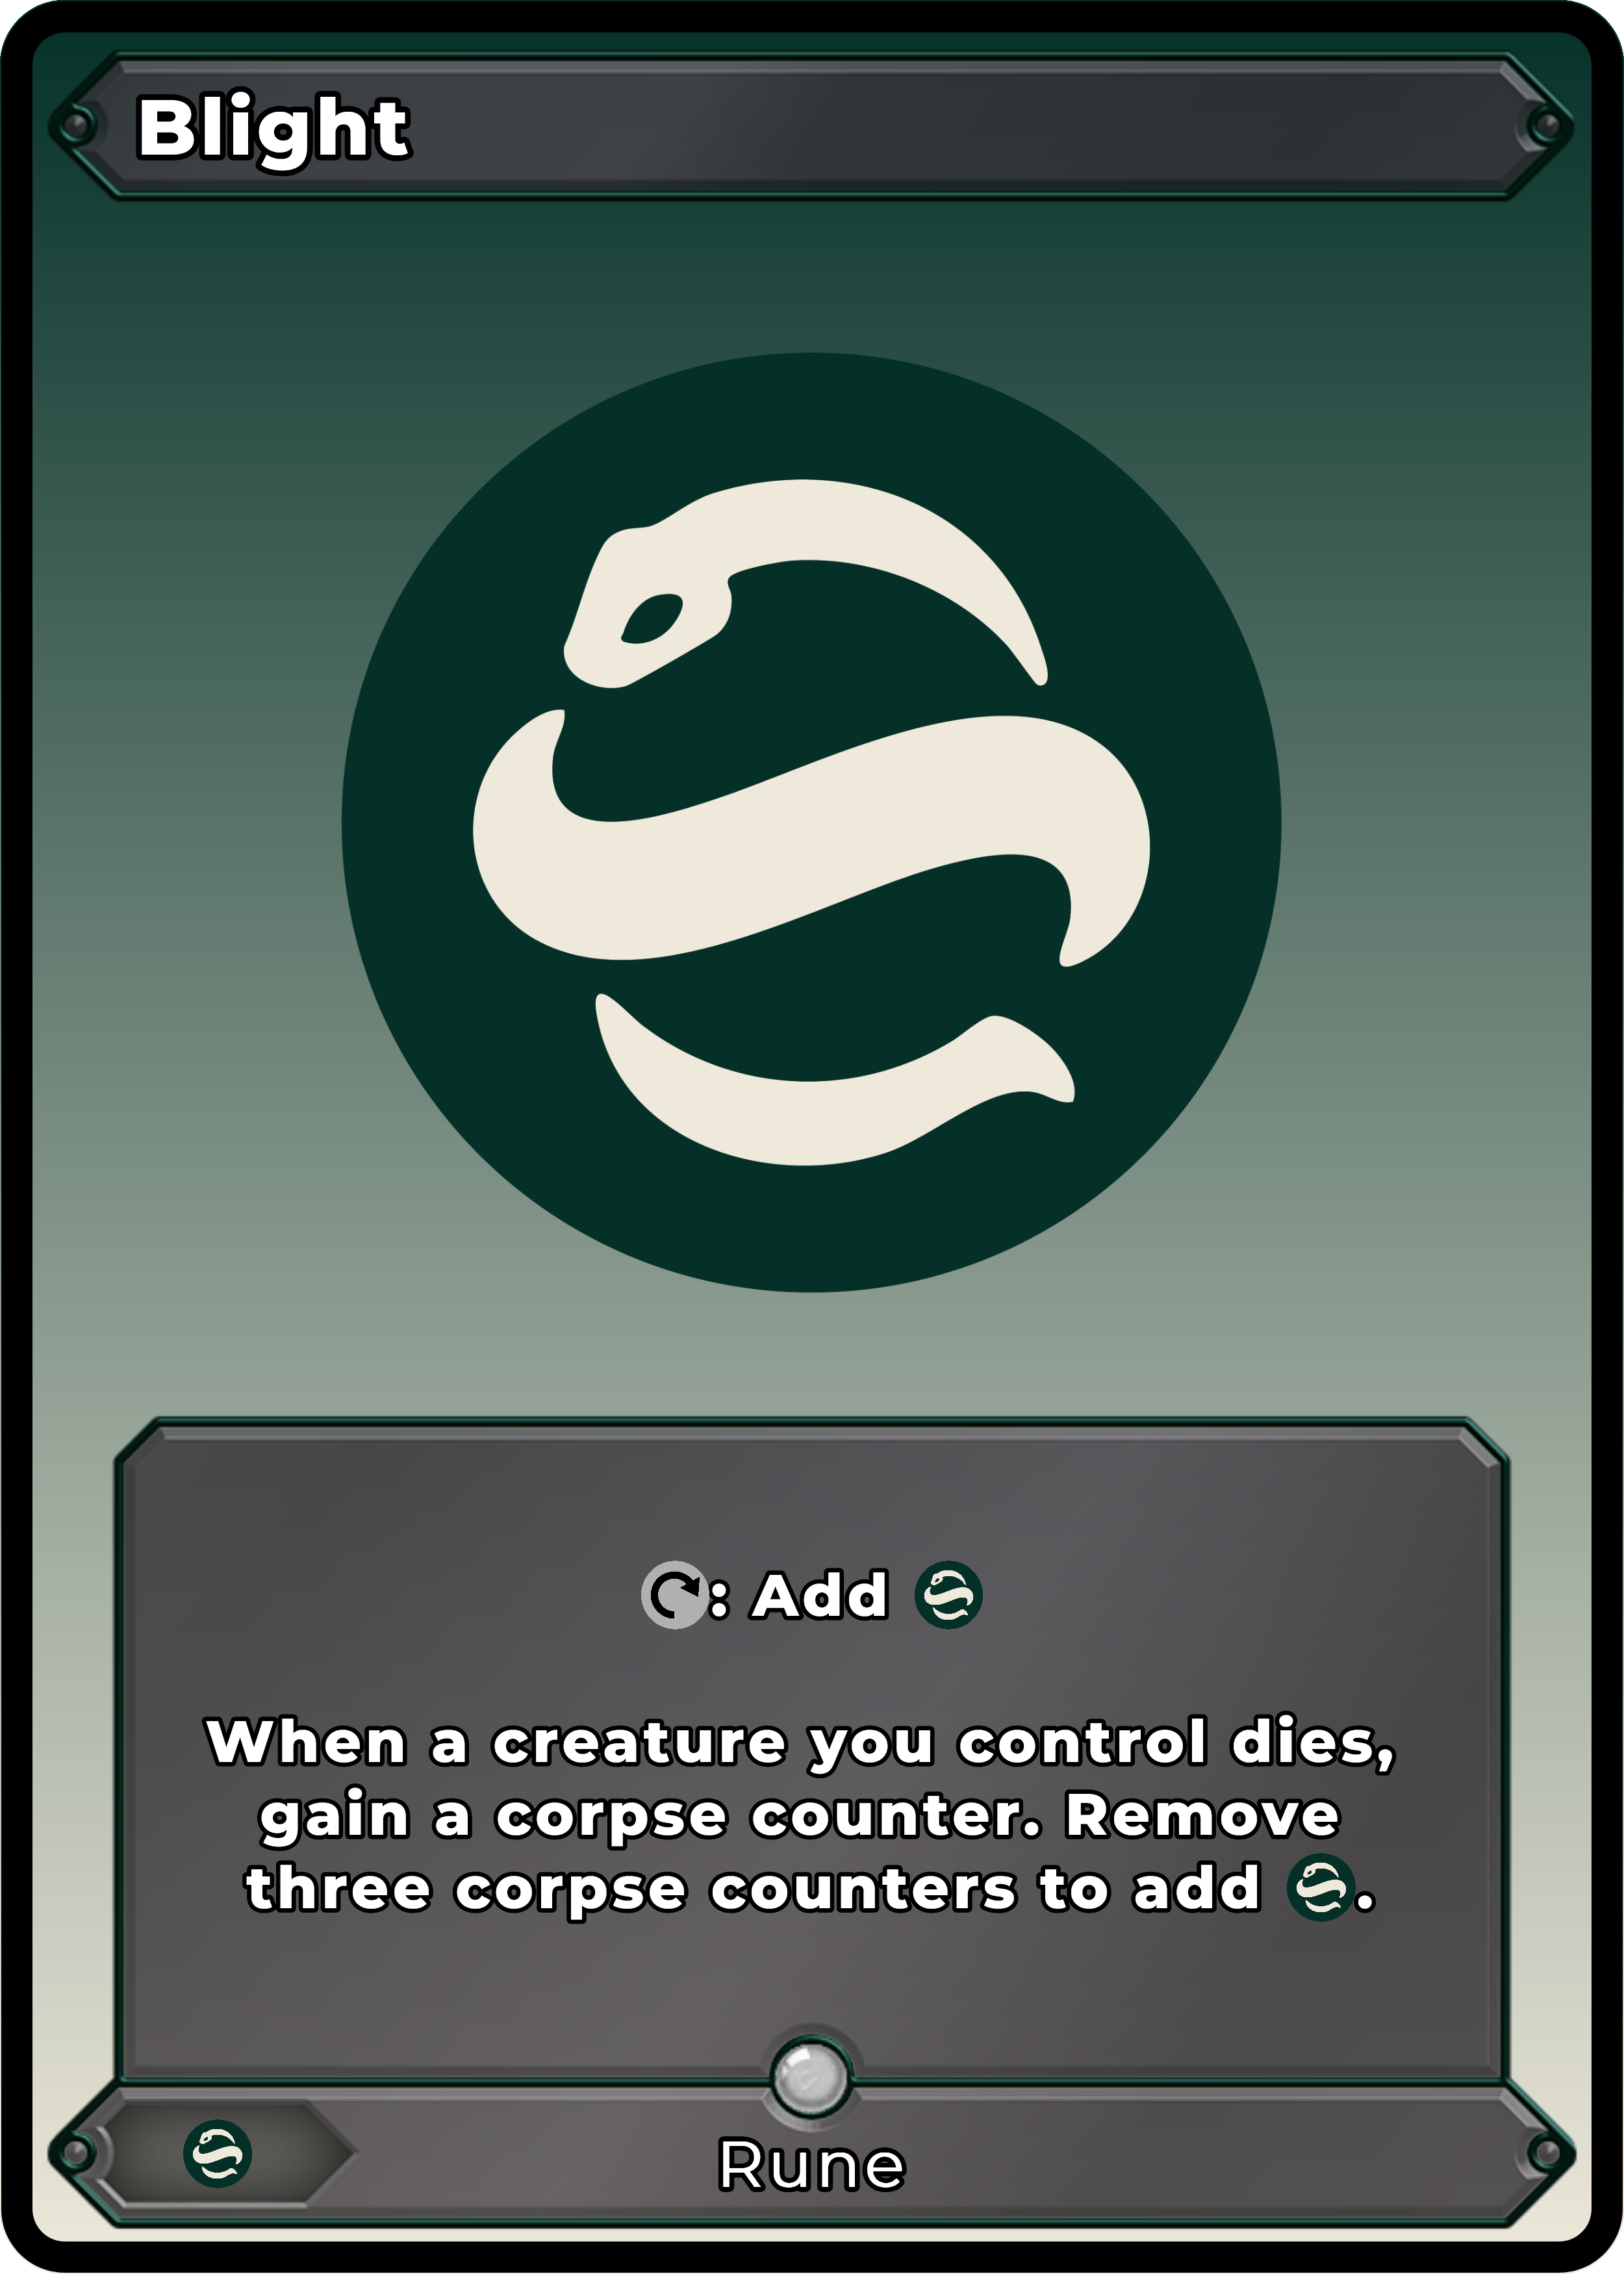 Blight
: Add
When a creature you control dies,
gain a corpse counter. Remove
three corpse counters to add .
Rune